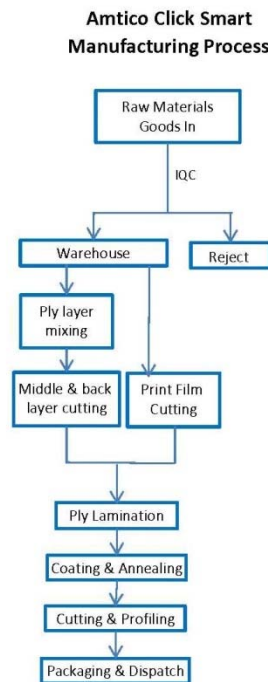 Amtico Click Smart
Manufacturing Process
Raw Materials
Goods In
IQC
Warehouse
Reject
Ply layer
mixing
Middle & back
layer cutting
Print Film
Cutting
Ply Lamination
Coating & Annealing
Cutting & Profiling
Packaging & Dispatch